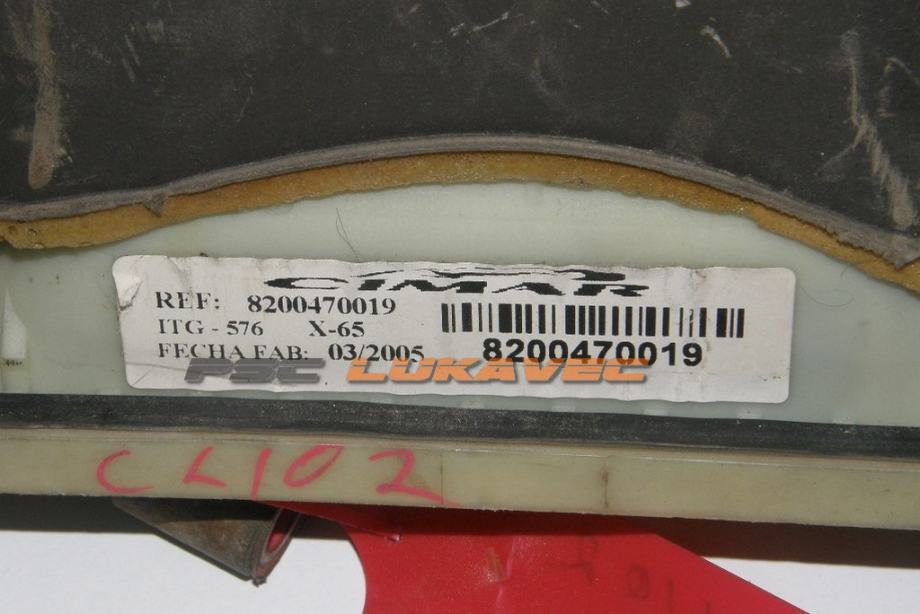 CIMAR
REF: 8200470019
ITG - 576 X-65
FECHA FAB: 03/2005
8200470019
PSC LUKAVEC
CL102